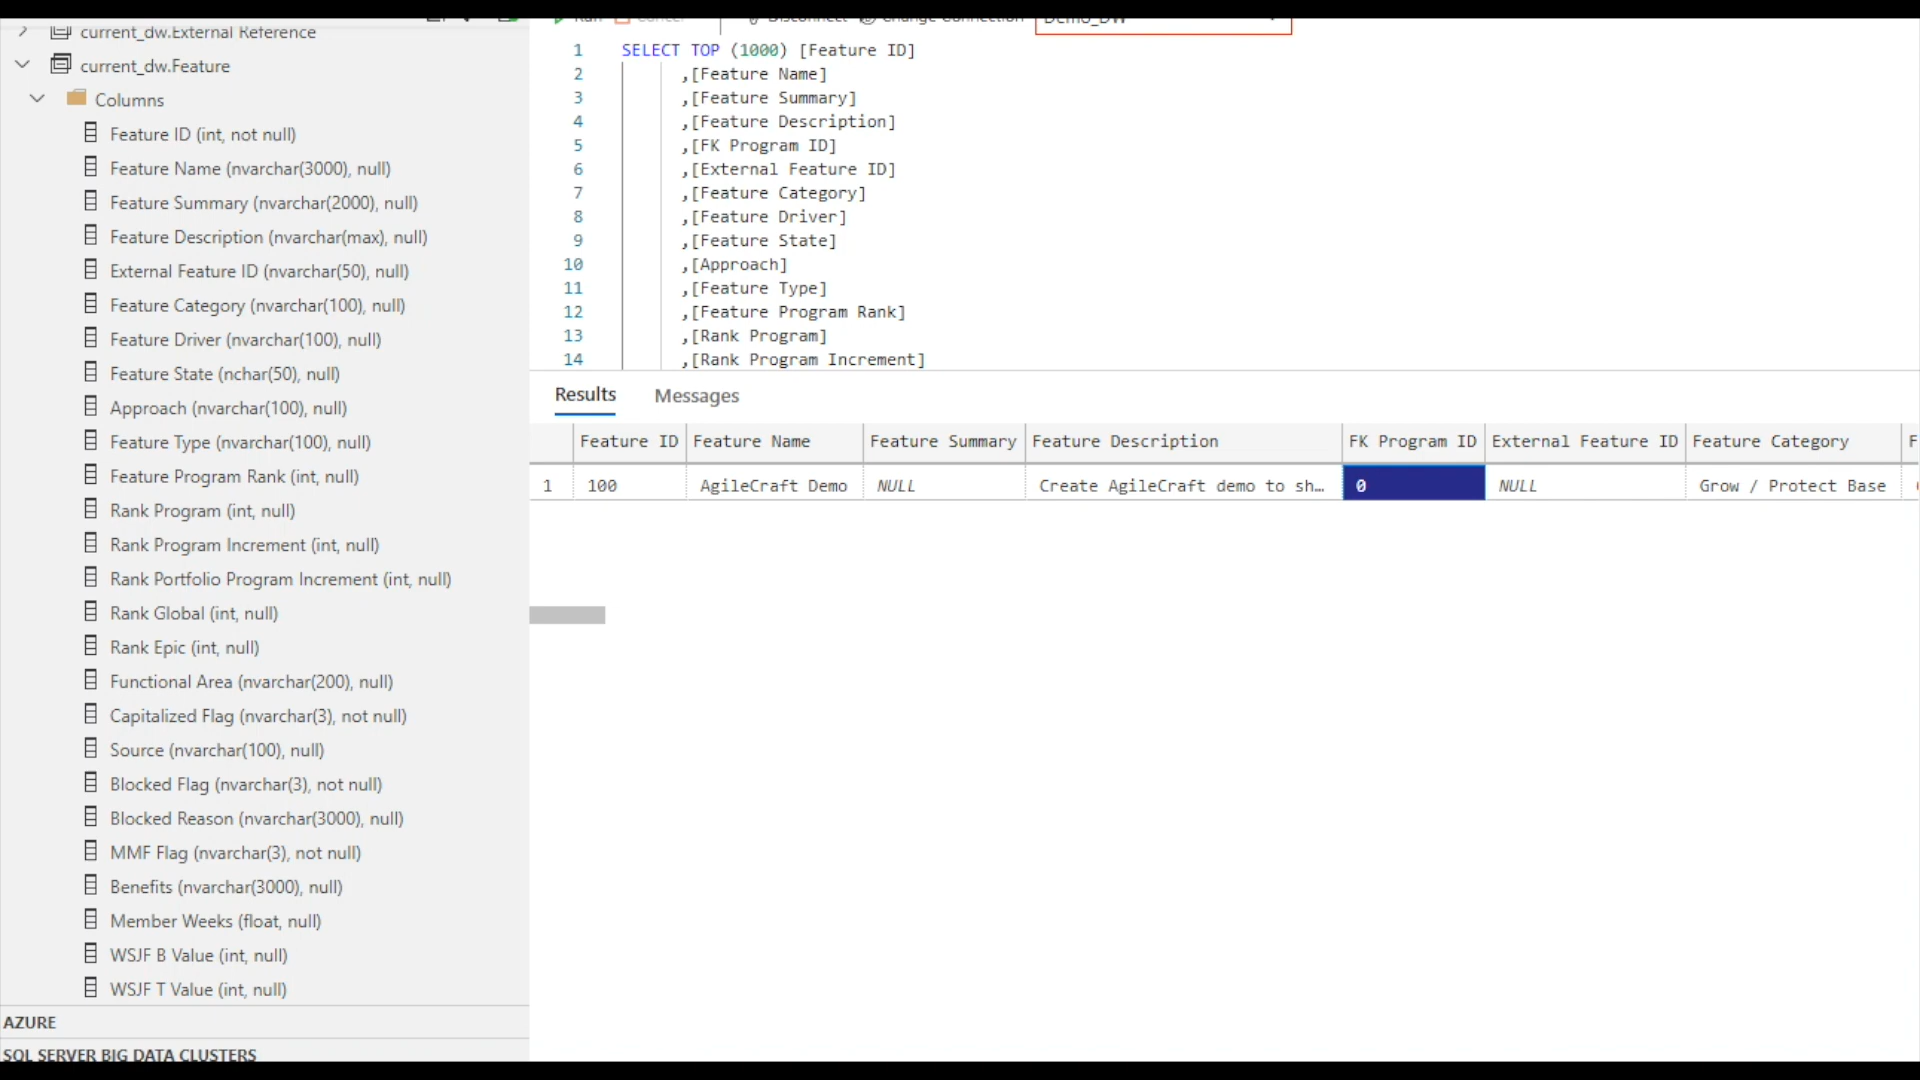 Run Cancel Disconnect Change Connection Demo_DW
current_dw.External Reference
current_dw.Feature
Columns
Feature ID (int, not null)
Feature Name (nvarchar(3000), null)
Feature Summary (nvarchar(2000), null)
Feature Description (nvarchar(max), null)
External Feature ID (nvarchar(50), null)
Feature Category (nvarchar(100), null)
Feature Driver (nvarchar(100), null)
Feature State (nchar(50), null)
Approach (nvarchar(100), null)
Feature Type (nvarchar(100), null)
Feature Program Rank (int, null)
Rank Program (int, null)
Rank Program Increment (int, null)
Rank Portfolio Program Increment (int, null)
Rank Global (int, null)
Rank Epic (int, null)
Functional Area (nvarchar(200), null)
Capitalized Flag (nvarchar(3), not null)
Source (nvarchar(100), null)
Blocked Flag (nvarchar(3), not null)
Blocked Reason (nvarchar(3000), null)
MMF Flag (nvarchar(3), not null)
Benefits (nvarchar(3000), null)
Member Weeks (float, null)
WSJF B Value (int, null)
WSJF T Value (int, null)
AZURE
SQL SERVER BIG DATA CLUSTERS
1 SELECT TOP (1000) [Feature ID]
2 ,[Feature Name]
3 ,[Feature Summary]
4 ,[Feature Description]
5 ,[FK Program ID]
6 ,[External Feature ID]
7 ,[Feature Category]
8 ,[Feature Driver]
9 ,[Feature State]
10 ,[Approach]
11 ,[Feature Type]
12 ,[Feature Program Rank]
13 ,[Rank Program]
14 ,[Rank Program Increment]
Results Messages
Feature ID Feature Name Feature Summary Feature Description FK Program ID External Feature ID Feature Category F
1 100 AgileCraft Demo NULL Create AgileCraft demo to sh… 0 NULL Grow / Protect Base